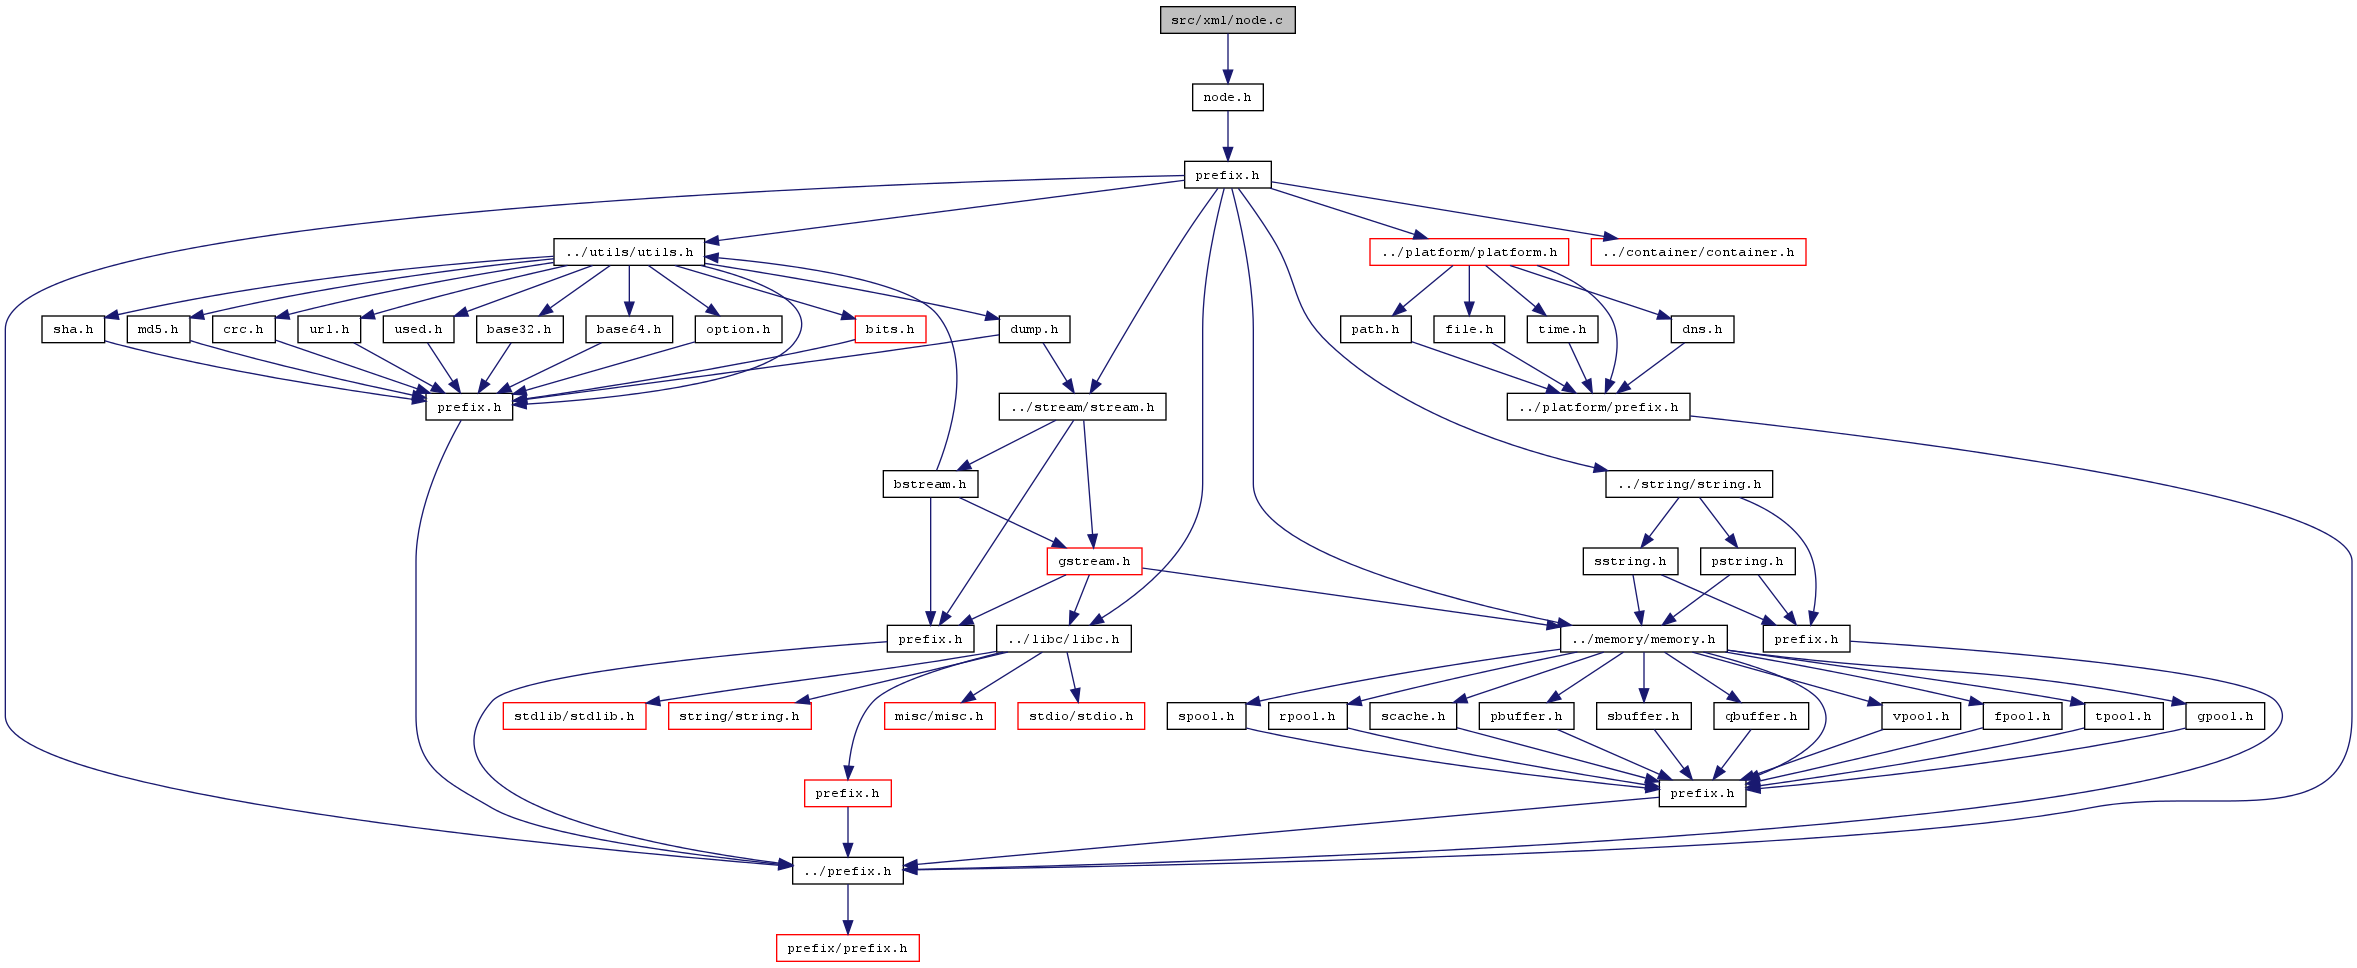 src/xml/node.c
node.h
prefix.h
../utils/utils.h
../platform/platform.h
../container/container.h
sha.h
md5.h
crc.h
url.h
used.h
base32.h
base64.h
option.h
bits.h
dump.h
path.h
file.h
time.h
dns.h
prefix.h
../stream/stream.h
../platform/prefix.h
bstream.h
../string/string.h
gstream.h
sstring.h
pstring.h
prefix.h
../libc/libc.h
../memory/memory.h
prefix.h
stdlib/stdlib.h
string/string.h
misc/misc.h
stdio/stdio.h
spool.h
rpool.h
scache.h
pbuffer.h
sbuffer.h
qbuffer.h
vpool.h
fpool.h
tpool.h
gpool.h
prefix.h
prefix.h
../prefix.h
prefix/prefix.h